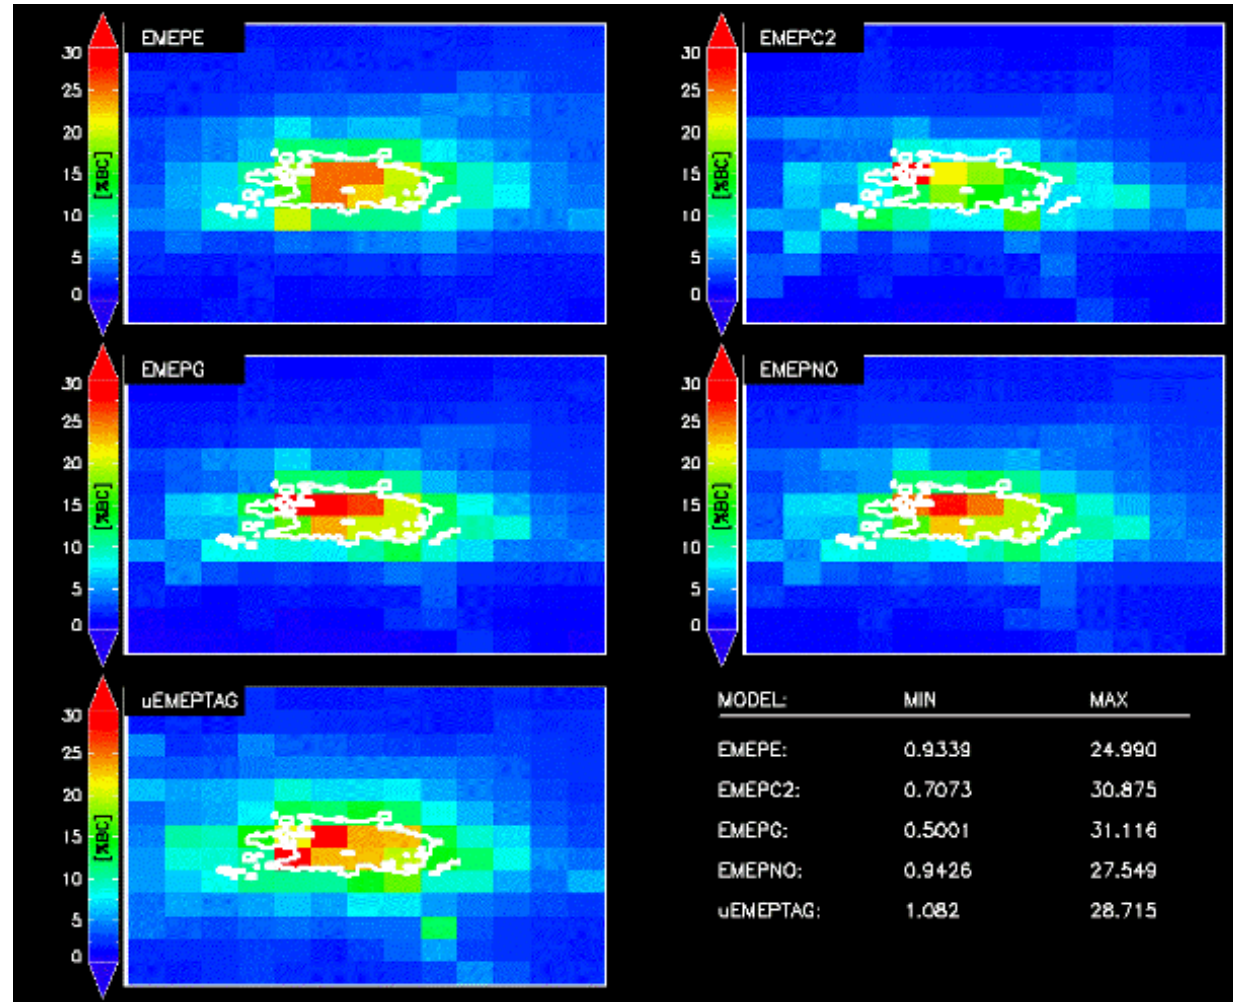 EMEPE
30
25
20
15
10
5
0
[%BC]
EMEPC2
30
25
20
15
10
5
0
[%BC]
EMEPG
30
25
20
15
10
5
0
[%BC]
EMEPNO
30
25
20
15
10
5
0
[%BC]
uEMEPTAG
30
25
20
15
10
5
0
[%BC]
MODEL: MIN MAX
EMEPE: 0.9339 24.990
EMEPC2: 0.7073 30.875
EMEPG: 0.5001 31.116
EMEPNO: 0.9426 27.549
uEMEPTAG: 1.082 28.715